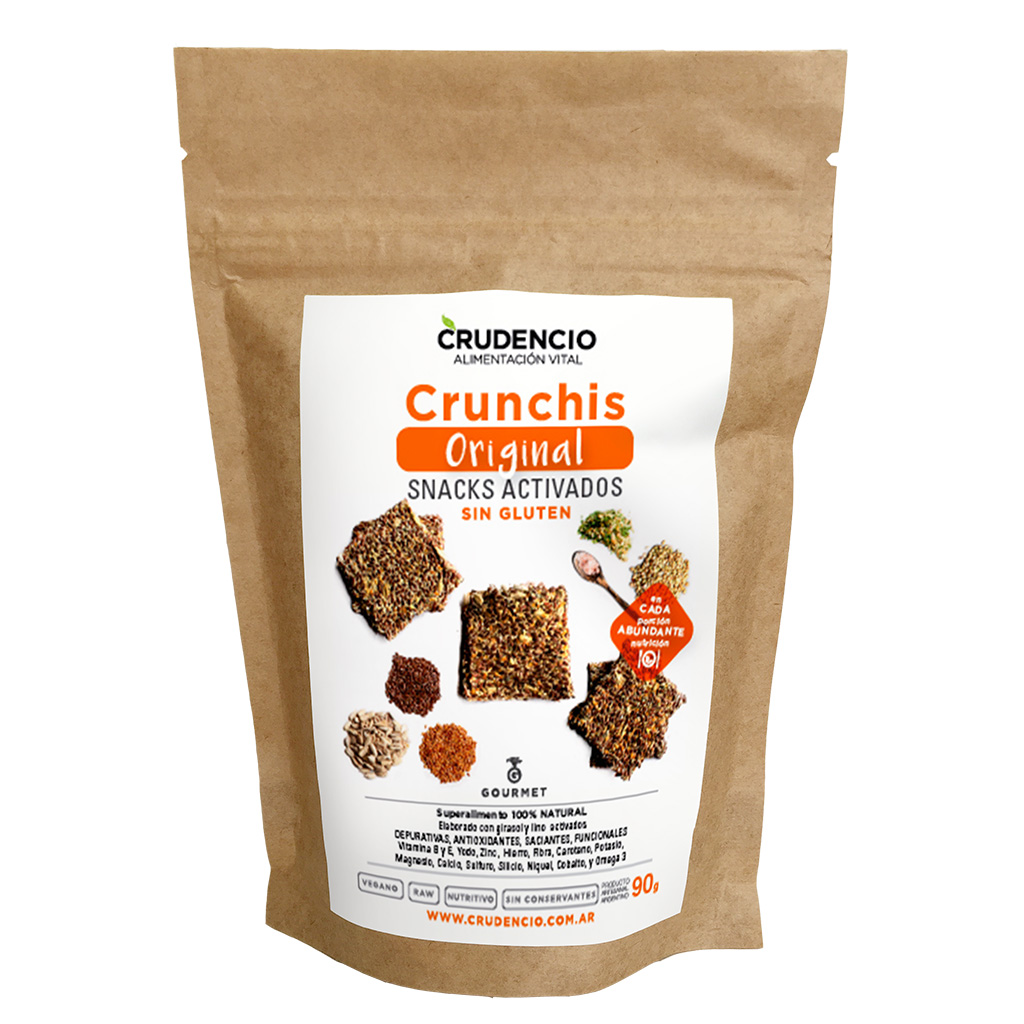 CRUDENCIO
ALIMENTACIÓN VITAL
Crunchis
Original
SNACKS ACTIVADOS
SIN GLUTEN
en
CADA
porción
ABUNDANTE
nutrición
G
GOURMET
Superalimento 100% NATURAL
Elaborado con girasol y lino activados
DEPURATIVAS, ANTIOXIDANTES, SACIANTES, FUNCIONALES
Vitamina B y E, Yodo, Zinc, Hierro, Fibra, Caroteno, Potasio,
Magnesio, Calcio, Sulfuro, Silicio, Niquel, Cobalto, y Omega 3
VEGANO
RAW
NUTRITIVO
SIN CONSERVANTES
PRODUCTO
ARTESANAL
ARGENTINO
90g
WWW.CRUDENCIO.COM.AR